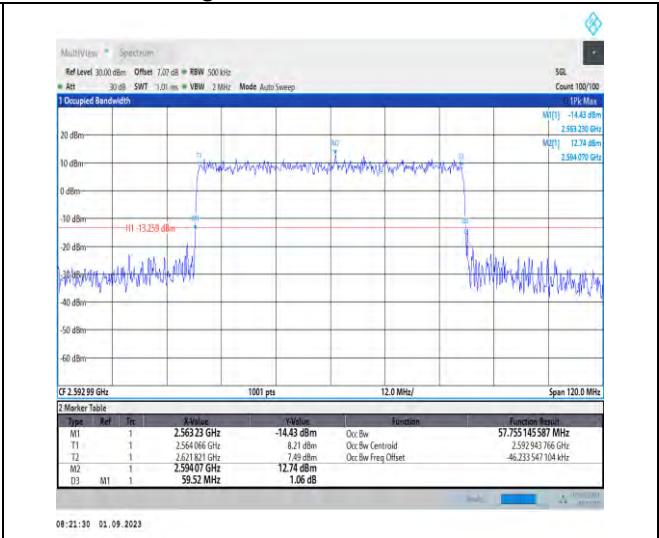 MultiView Spectrum
Ref Level 30.00 dBm Offset 7.07 dB RBW 500 kHz SGL
Att 30 dB SWT 1.01 ms VBW 2 MHz Mode Auto Sweep Count 100/100
1 Occupied Bandwidth 1Pk Max
M1[1] -14.43 dBm
2.563 230 GHz
M2[1] 12.74 dBm
2.594 070 GHz
20 dBm
M2
T1
10 dBm
0 dBm
-10 dBm
H1 -13.259 dBm
-20 dBm
-30 dBm
-40 dBm
-50 dBm
-60 dBm
CF 2.592 99 GHz 1001 pts 12.0 MHz/ Span 120.0 MHz
2 Marker Table
Type Ref Trc X-Value Y-Value Function Function Result
M1 1 2.563 23 GHz -14.43 dBm Occ Bw 57.755 145 587 MHz
T1 1 2.564 066 GHz 8.21 dBm Occ Bw Centroid 2.592 943 766 GHz
T2 1 2.621 821 GHz 7.49 dBm Occ Bw Freq Offset -46.233 547 104 kHz
M2 1 2.594 07 GHz 12.74 dBm
D3 M1 1 59.52 MHz 1.06 dB
08:21:30 01.09.2023